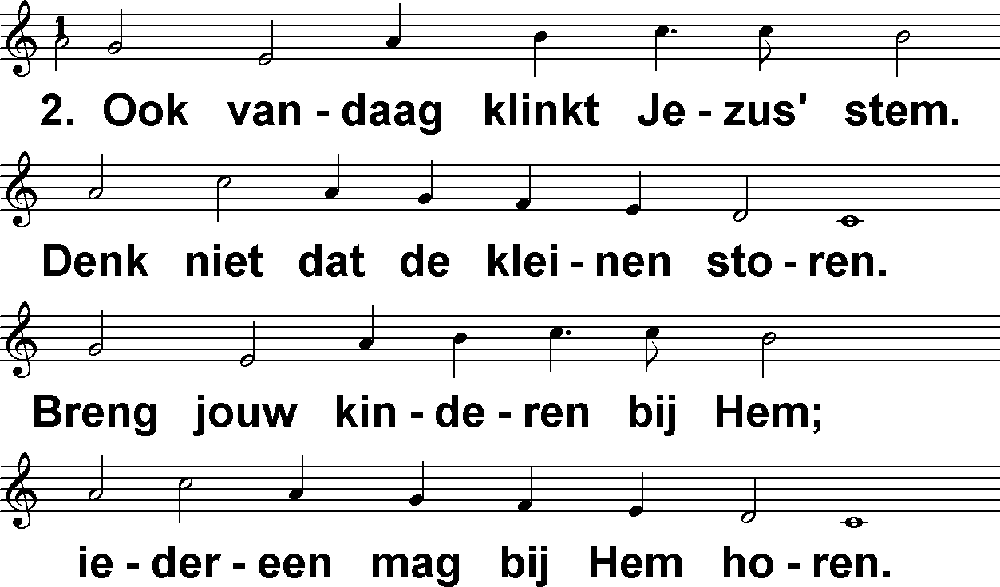 1
2. Ook van - daag klinkt Je - zus' stem.
Denk niet dat de klei - nen sto - ren.
Breng jouw kin - de - ren bij Hem;
ie - der - een mag bij Hem ho - ren.